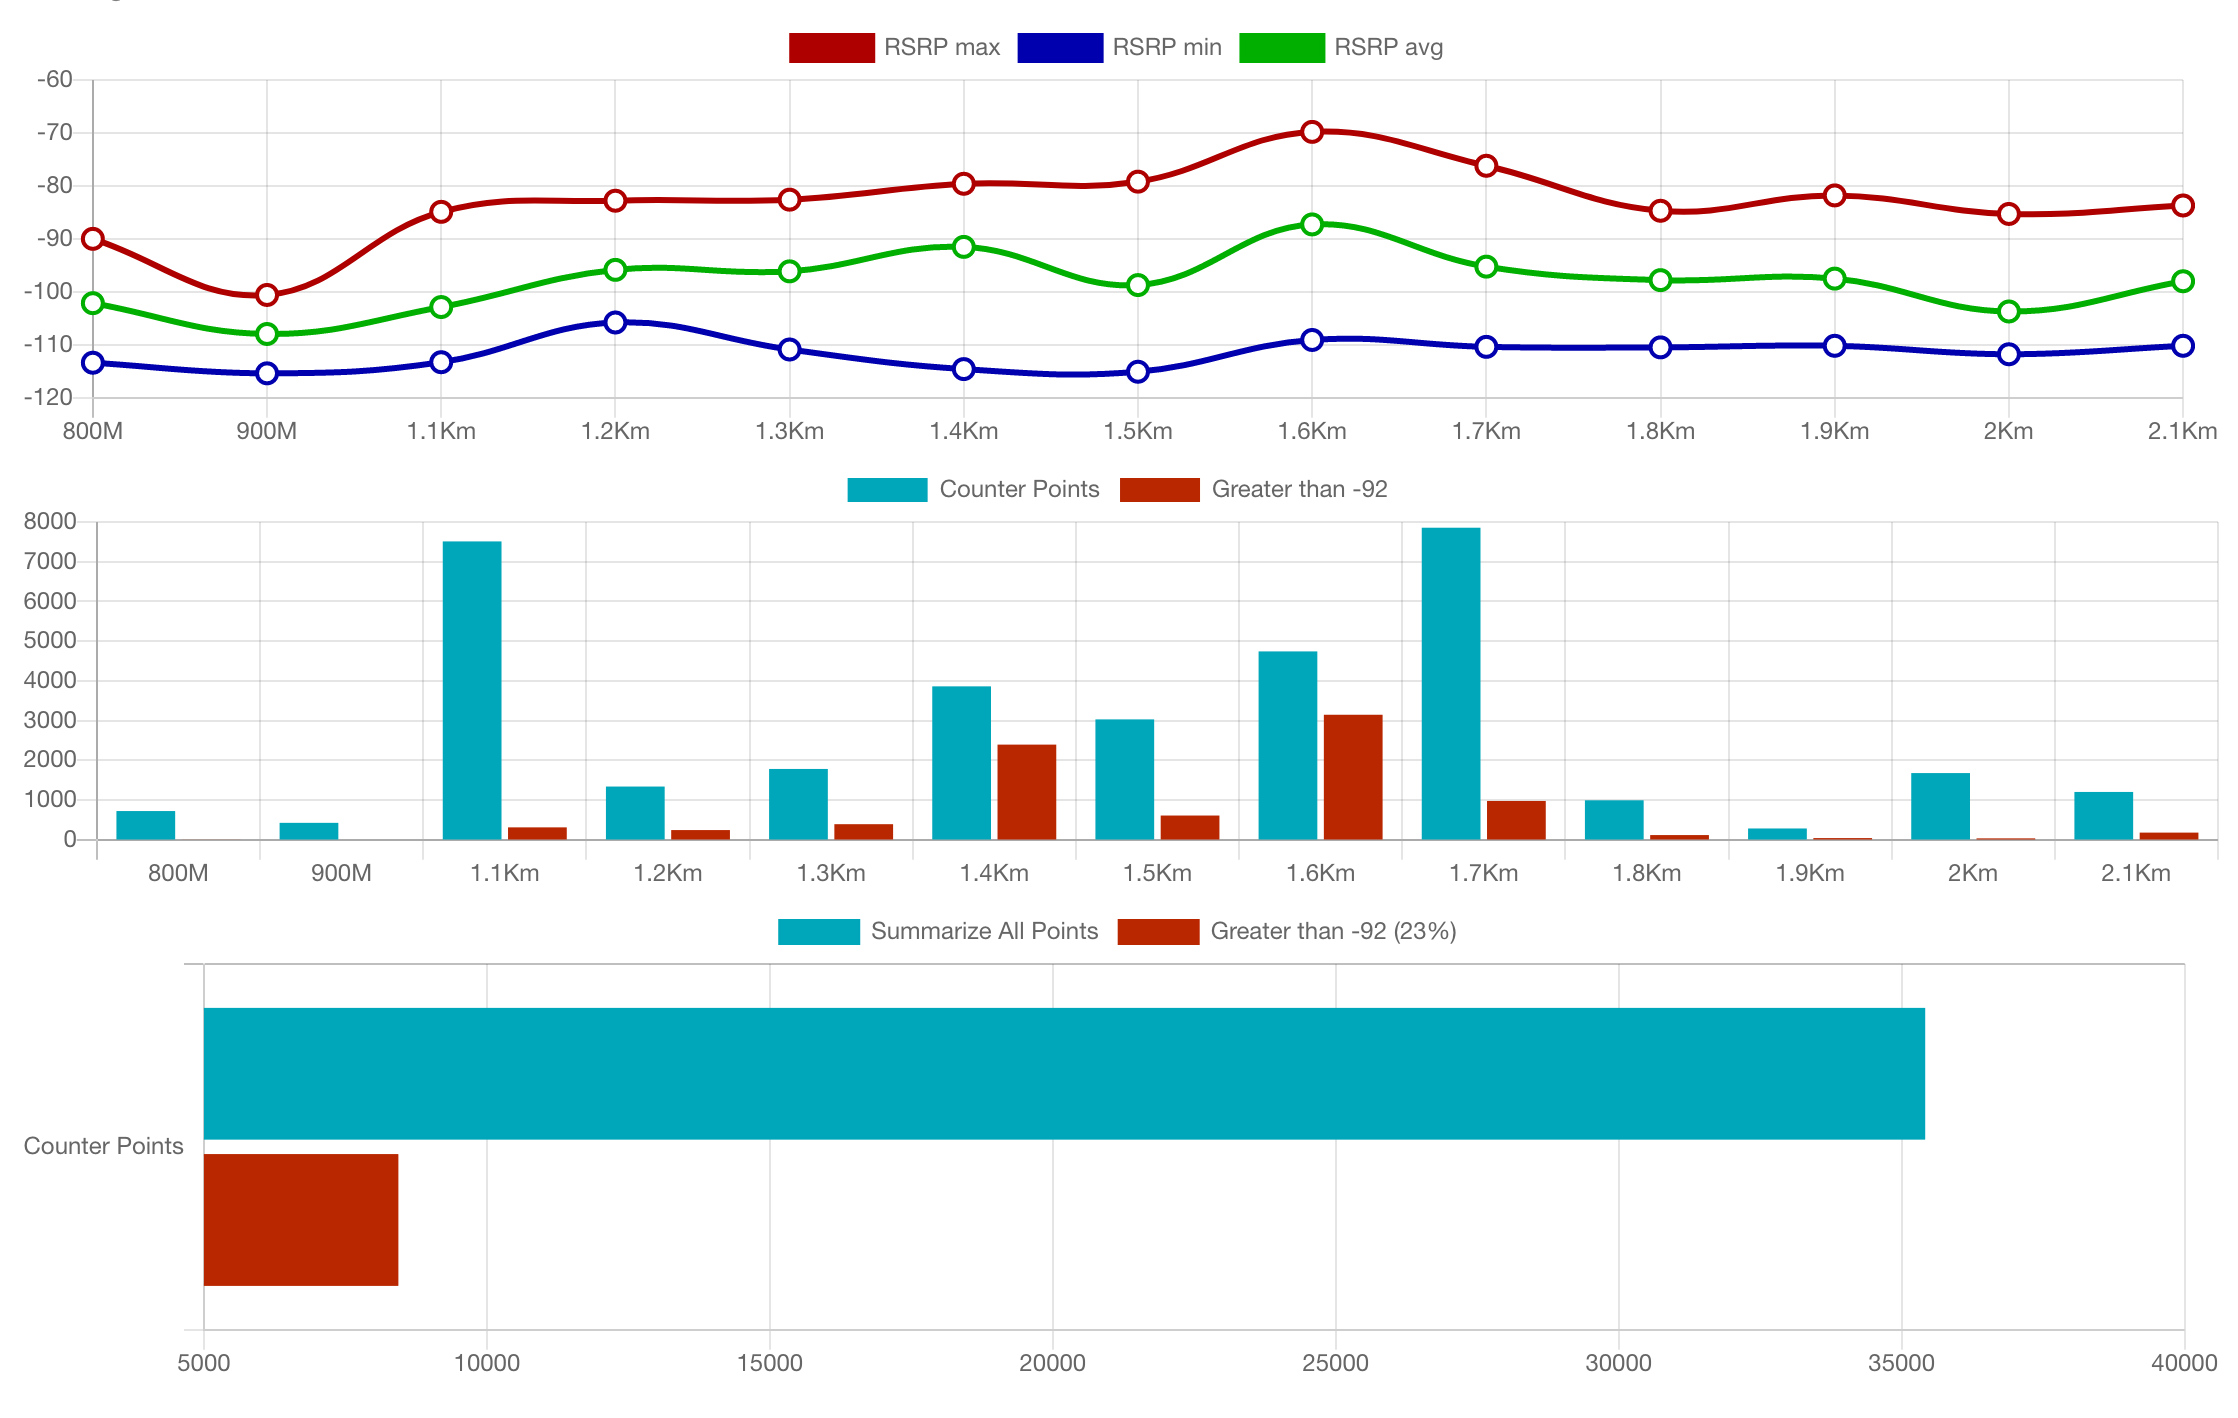 RSRP max RSRP min RSRP avg
-60
-70
-80
-90
-100
-110
-120
800M 900M 1.1Km 1.2Km 1.3Km 1.4Km 1.5Km 1.6Km 1.7Km 1.8Km 1.9Km 2Km 2.1Km
Counter Points Greater than -92
8000
7000
6000
5000
4000
3000
2000
1000
0
800M 900M 1.1Km 1.2Km 1.3Km 1.4Km 1.5Km 1.6Km 1.7Km 1.8Km 1.9Km 2Km 2.1Km
Summarize All Points Greater than -92 (23%)
Counter Points
5000 10000 15000 20000 25000 30000 35000 40000